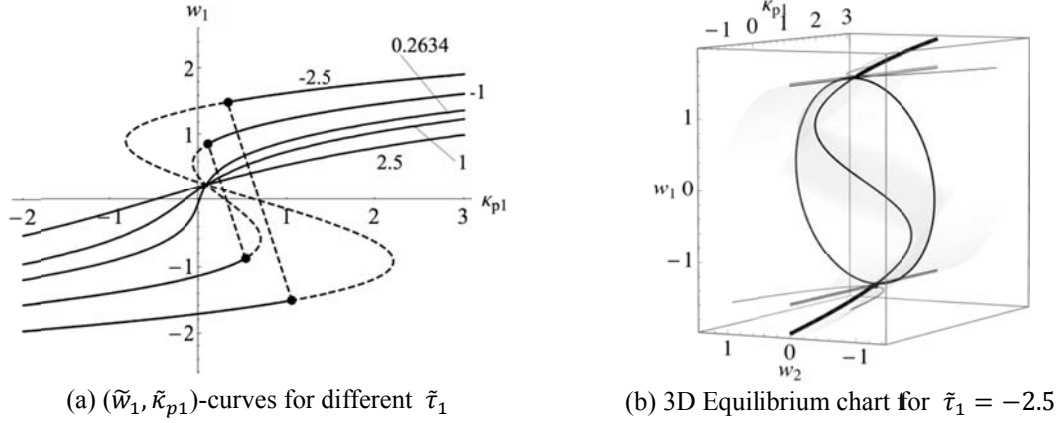 w₁
0.2634
2
-2.5
-1
1
1
2.5
-2
-1
1
2
3
κp1
-1
-2
(a) (w̃₁, κ̃p1)-curves for different τ̃₁
-1 0 κp1 2 3
1
w₁ 0
-1
1
0
-1
w₂
(b) 3D Equilibrium chart for τ̃₁ = −2.5